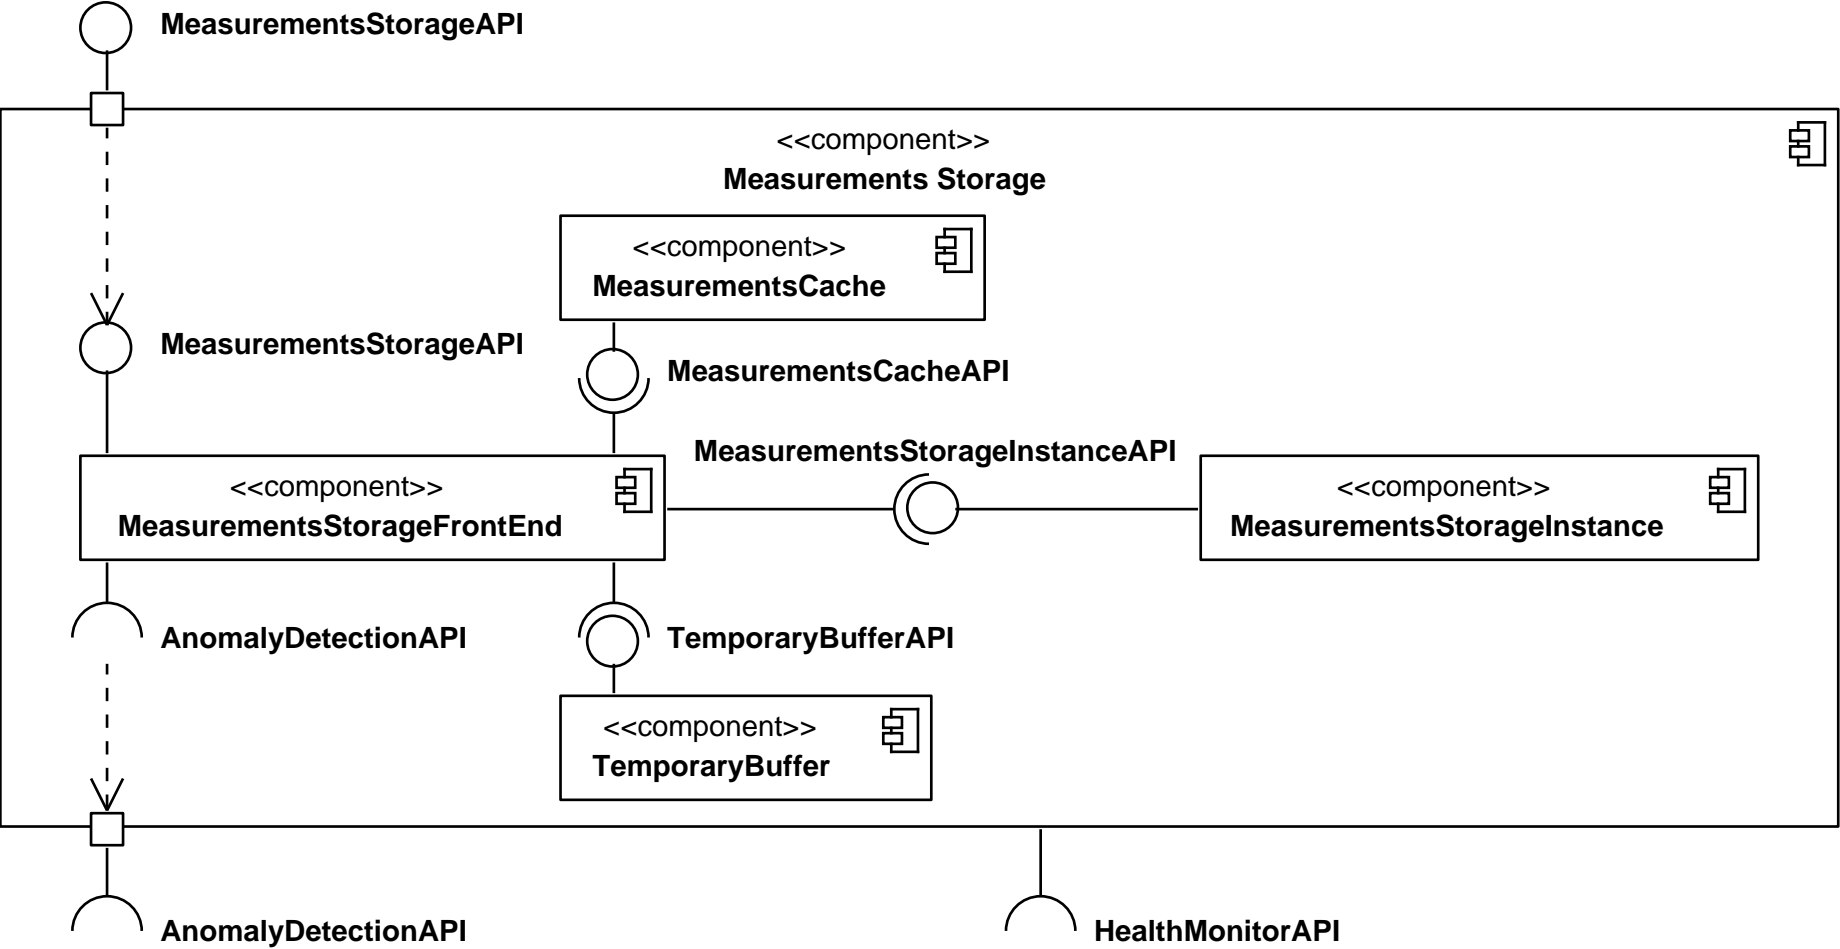 MeasurementsStorageAPI
<<component>>
Measurements Storage
<<component>>
MeasurementsCache
MeasurementsStorageAPI
MeasurementsCacheAPI
MeasurementsStorageInstanceAPI
<<component>>
MeasurementsStorageFrontEnd
<<component>>
MeasurementsStorageInstance
AnomalyDetectionAPI
TemporaryBufferAPI
<<component>>
TemporaryBuffer
AnomalyDetectionAPI
HealthMonitorAPI